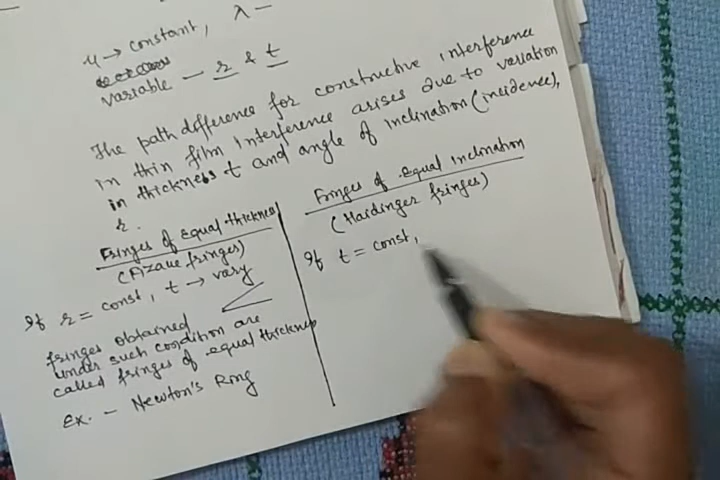 μ → constant, λ –
variable – r & t
The path difference for constructive interference
in thin film interference arises due to variation
in thickness t and angle of inclination (incidence),
r.
Fringes of equal thickness
(Fizaue fringes)
If r = const, t → vary
fringes obtained
under such condition are
called fringes of equal thickness
Ex. – Newton's Ring
Fringes of equal inclination
(Haidinger fringes)
If t = const,